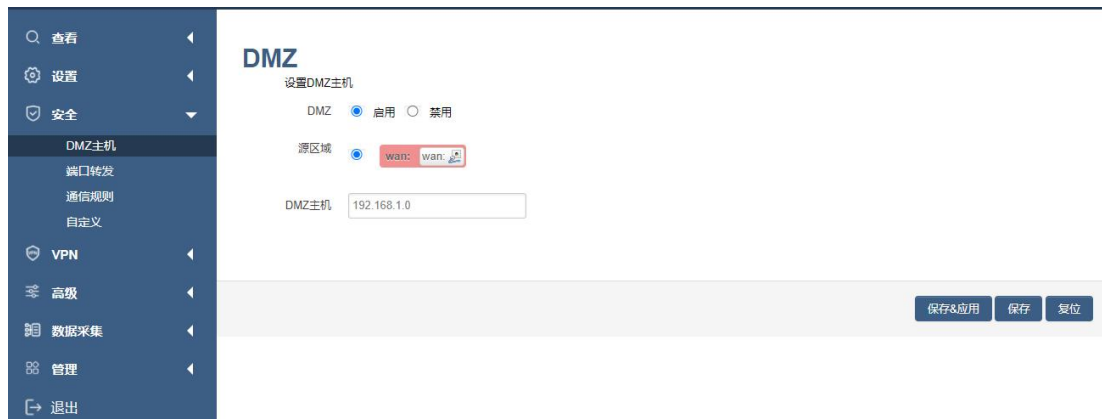 查看
设置
安全
DMZ主机
端口转发
通信规则
自定义
VPN
高级
数据采集
管理
退出
DMZ
设置DMZ主机
DMZ 启用 禁用
源区域 wan: wan:
DMZ主机 192.168.1.0
保存&应用 保存 复位